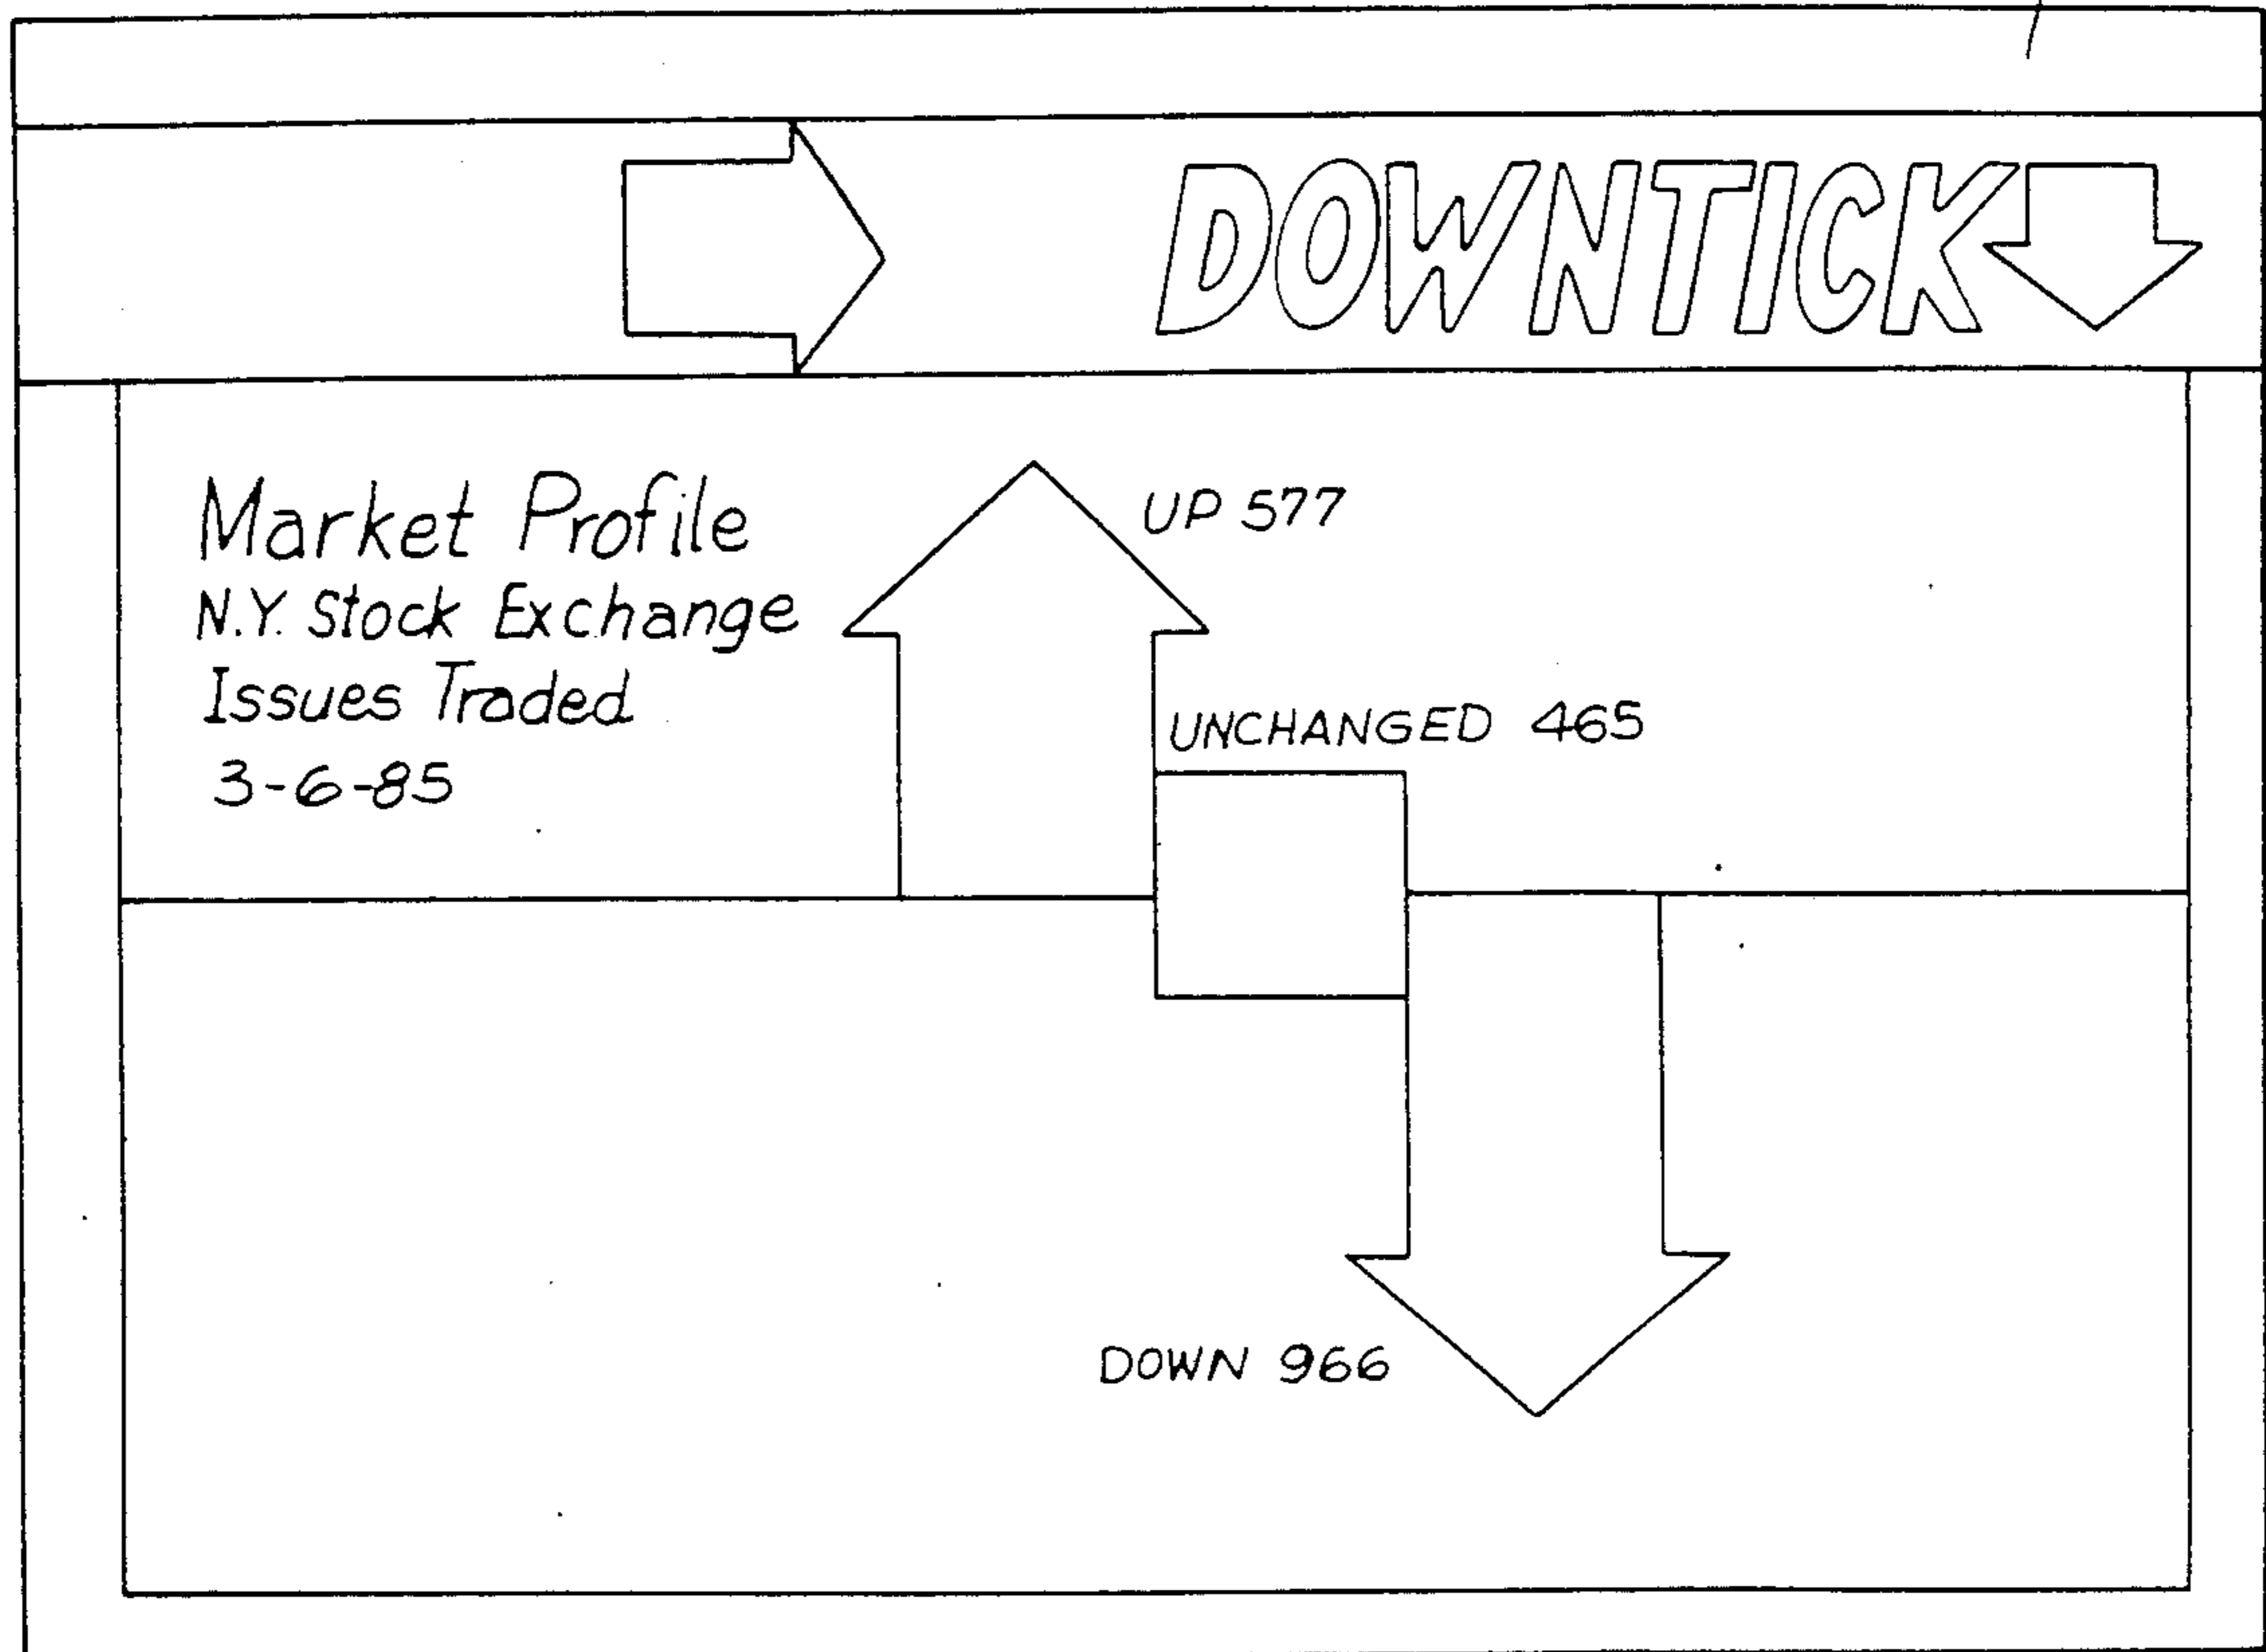 DOWNTICK
Market Profile
N.Y. Stock Exchange
Issues Traded
3-6-85
UP 577
UNCHANGED 465
DOWN 966